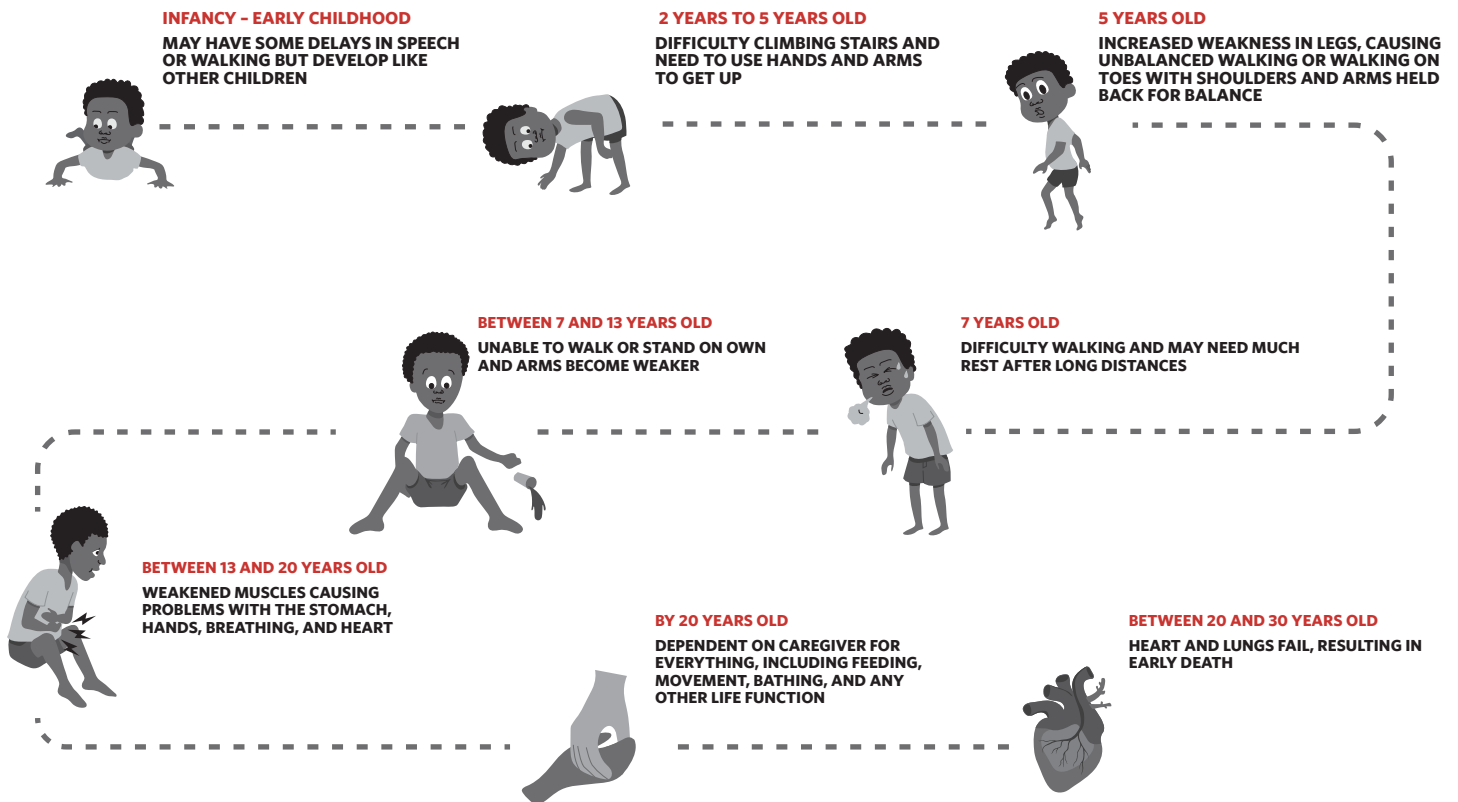 INFANCY – EARLY CHILDHOOD
MAY HAVE SOME DELAYS IN SPEECH
OR WALKING BUT DEVELOP LIKE
OTHER CHILDREN
2 YEARS TO 5 YEARS OLD
DIFFICULTY CLIMBING STAIRS AND
NEED TO USE HANDS AND ARMS
TO GET UP
5 YEARS OLD
INCREASED WEAKNESS IN LEGS, CAUSING
UNBALANCED WALKING OR WALKING ON
TOES WITH SHOULDERS AND ARMS HELD
BACK FOR BALANCE
7 YEARS OLD
DIFFICULTY WALKING AND MAY NEED MUCH
REST AFTER LONG DISTANCES
BETWEEN 7 AND 13 YEARS OLD
UNABLE TO WALK OR STAND ON OWN
AND ARMS BECOME WEAKER
BETWEEN 13 AND 20 YEARS OLD
WEAKENED MUSCLES CAUSING
PROBLEMS WITH THE STOMACH,
HANDS, BREATHING, AND HEART
BY 20 YEARS OLD
DEPENDENT ON CAREGIVER FOR
EVERYTHING, INCLUDING FEEDING,
MOVEMENT, BATHING, AND ANY
OTHER LIFE FUNCTION
BETWEEN 20 AND 30 YEARS OLD
HEART AND LUNGS FAIL, RESULTING IN
EARLY DEATH